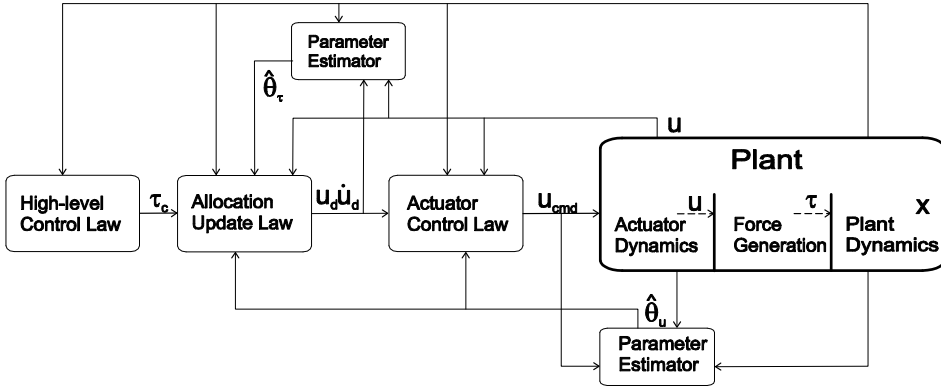 Parameter
Estimator
θ̂τ
u
Plant
High-level
Control Law
τc
Allocation
Update Law
udu̇d
Actuator
Control Law
ucmd
Actuator
Dynamics
u
Force
Generation
τ
Plant
Dynamics
x
θ̂u
Parameter
Estimator